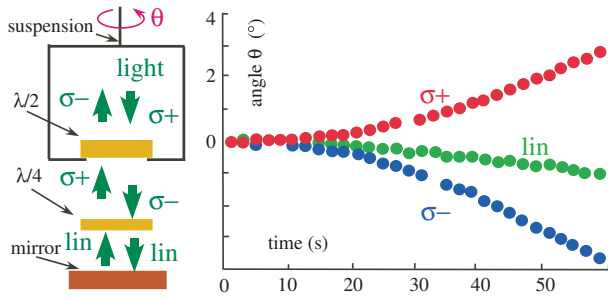 suspension
θ
light
σ−
σ+
λ/2
σ+
σ−
λ/4
lin
lin
mirror
angle θ (°)
4
2
0
σ+
lin
σ−
time (s)
0 10 20 30 40 50